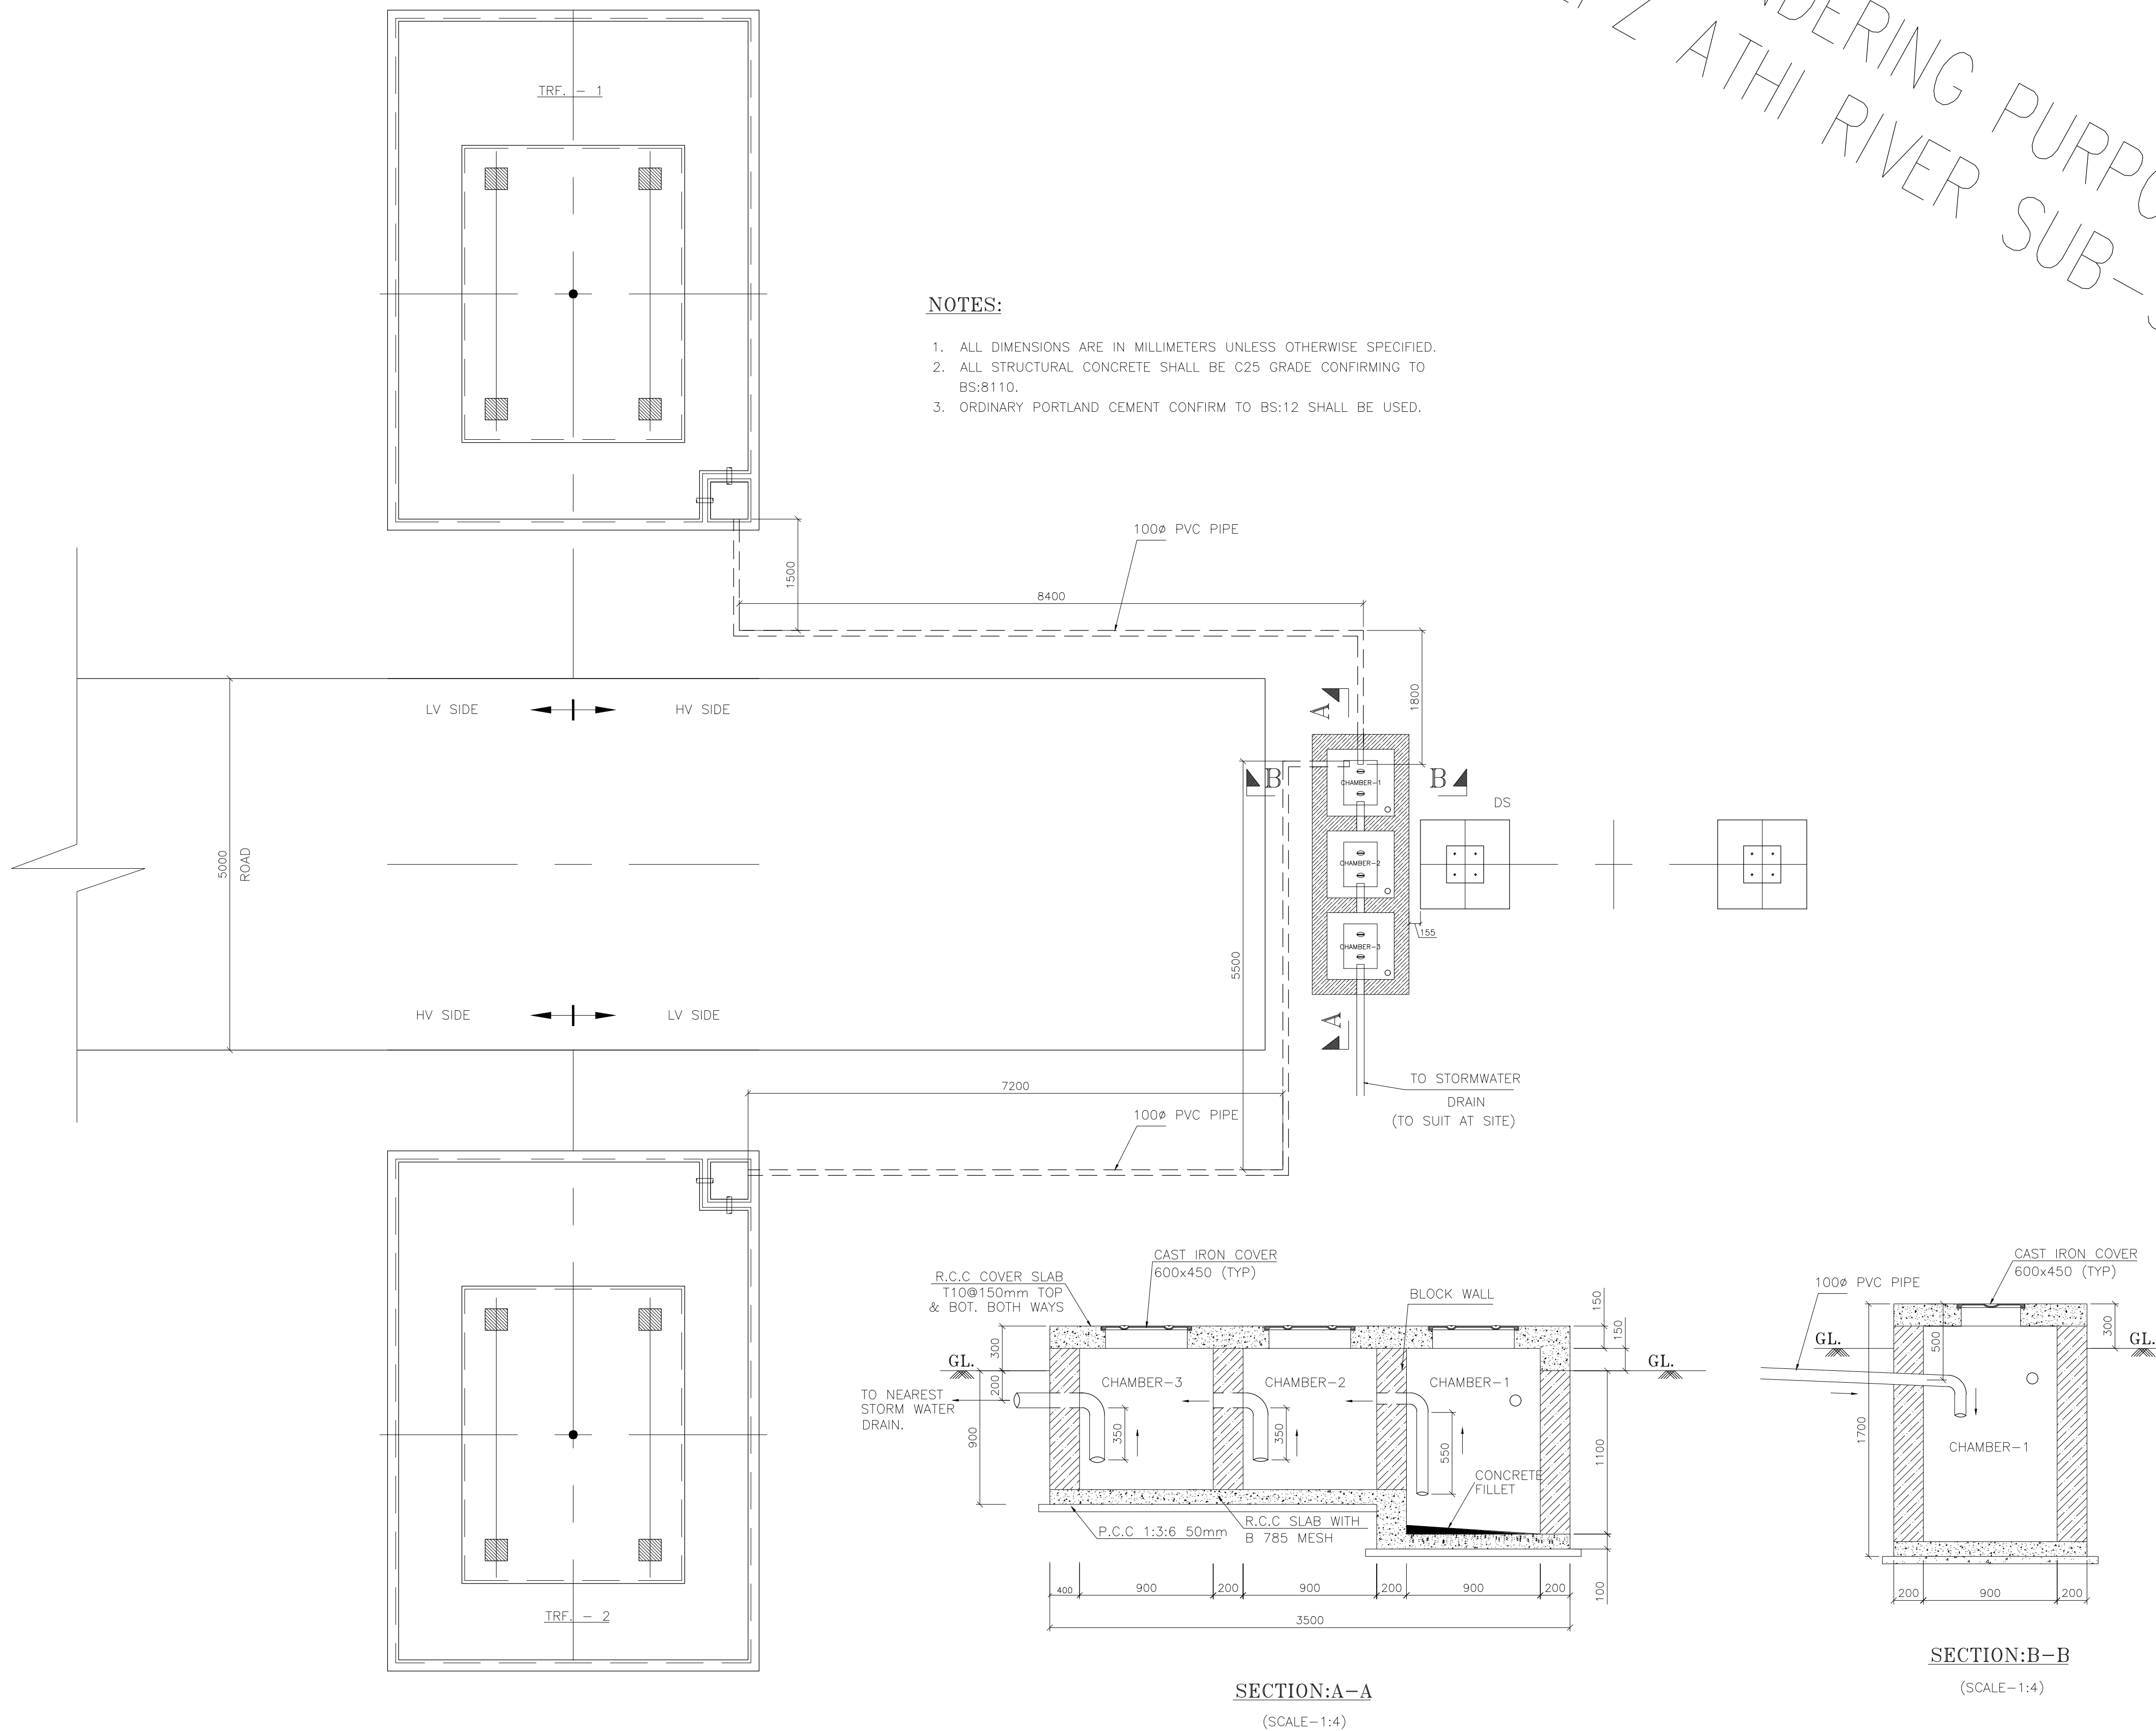 NDERING PURPO
Z ATHI RIVER SUB-S
TRF. - 1
NOTES:
1. ALL DIMENSIONS ARE IN MILLIMETERS UNLESS OTHERWISE SPECIFIED.
2. ALL STRUCTURAL CONCRETE SHALL BE C25 GRADE CONFIRMING TO
BS:8110.
3. ORDINARY PORTLAND CEMENT CONFIRM TO BS:12 SHALL BE USED.
100ø PVC PIPE
1500
8400
1800
LV SIDE
HV SIDE
A
B
B
CHAMBER-1
DS
5000
ROAD
CHAMBER-2
155
CHAMBER-3
5500
HV SIDE
LV SIDE
A
TO STORMWATER
DRAIN
(TO SUIT AT SITE)
7200
100ø PVC PIPE
TRF. - 2
CAST IRON COVER
600x450 (TYP)
R.C.C COVER SLAB
T10@150mm TOP
& BOT. BOTH WAYS
BLOCK WALL
150
150
300
GL.
GL.
200
CHAMBER-3
CHAMBER-2
CHAMBER-1
TO NEAREST
STORM WATER
DRAIN.
900
350
350
550
1100
CONCRETE
FILLET
P.C.C 1:3:6 50mm
R.C.C SLAB WITH
B 785 MESH
100
400
900
200
900
200
900
200
3500
SECTION:A-A
(SCALE-1:4)
CAST IRON COVER
600x450 (TYP)
100ø PVC PIPE
GL.
500
300
GL.
1700
CHAMBER-1
200
900
200
SECTION:B-B
(SCALE-1:4)